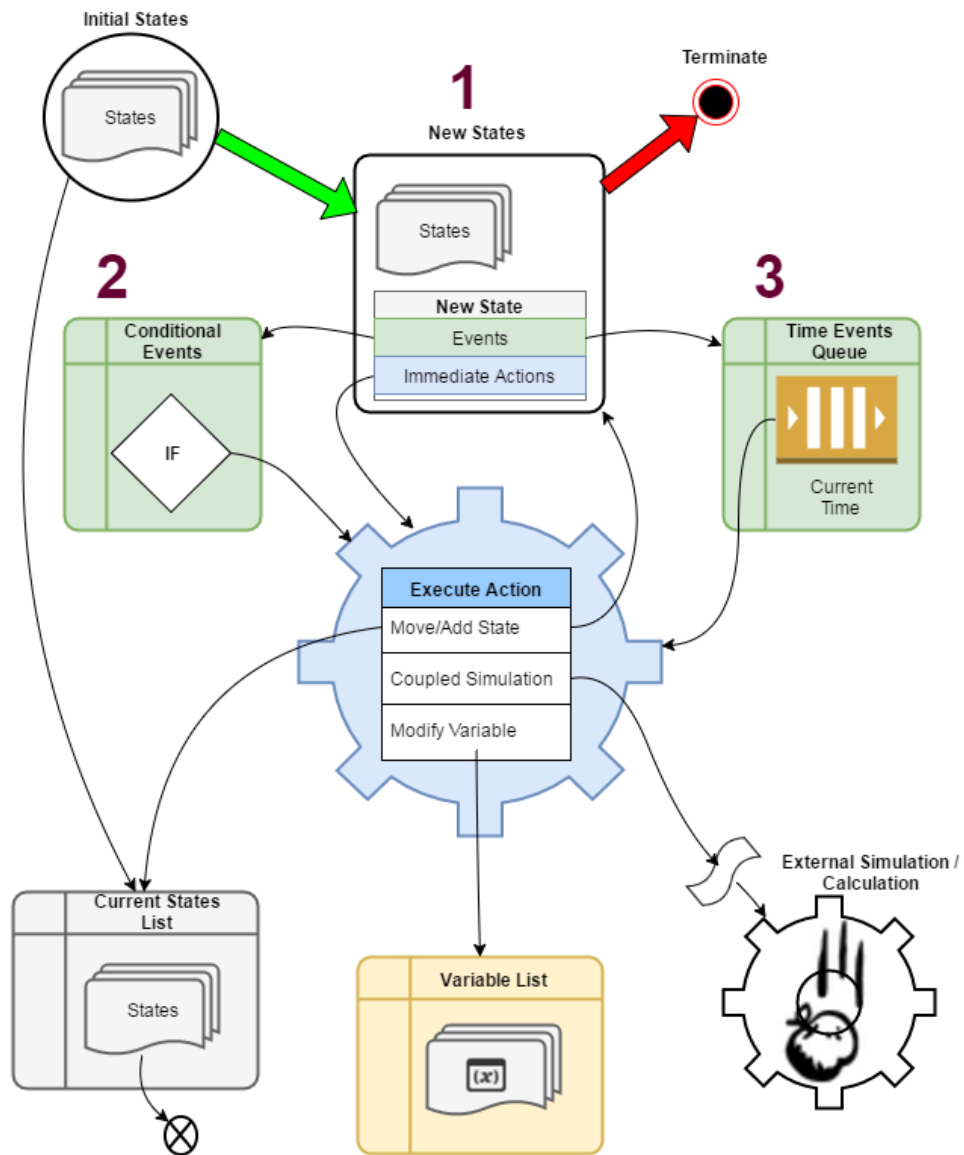 Initial States
States
1
New States
Terminate
States
New State
Events
Immediate Actions
2
Conditional
Events
IF
3
Time Events
Queue
Current
Time
Execute Action
Move/Add State
Coupled Simulation
Modify Variable
Current States
List
States
Variable List
(x)
External Simulation /
Calculation